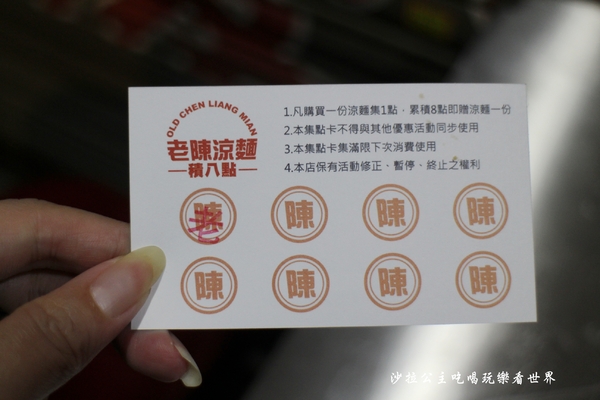 OLD CHEN LIANG MIAN
老陳涼麵
積八點
1.凡購買一份涼麵集1點，累積8點即贈涼麵一份
2.本集點卡不得與其他優惠活動同步使用
3.本集點卡集滿限下次消費使用
4.本店保有活動修正、暫停、終止之權利
陳 陳 陳 陳
老
陳 陳 陳 陳
沙拉公主吃喝玩樂看世界